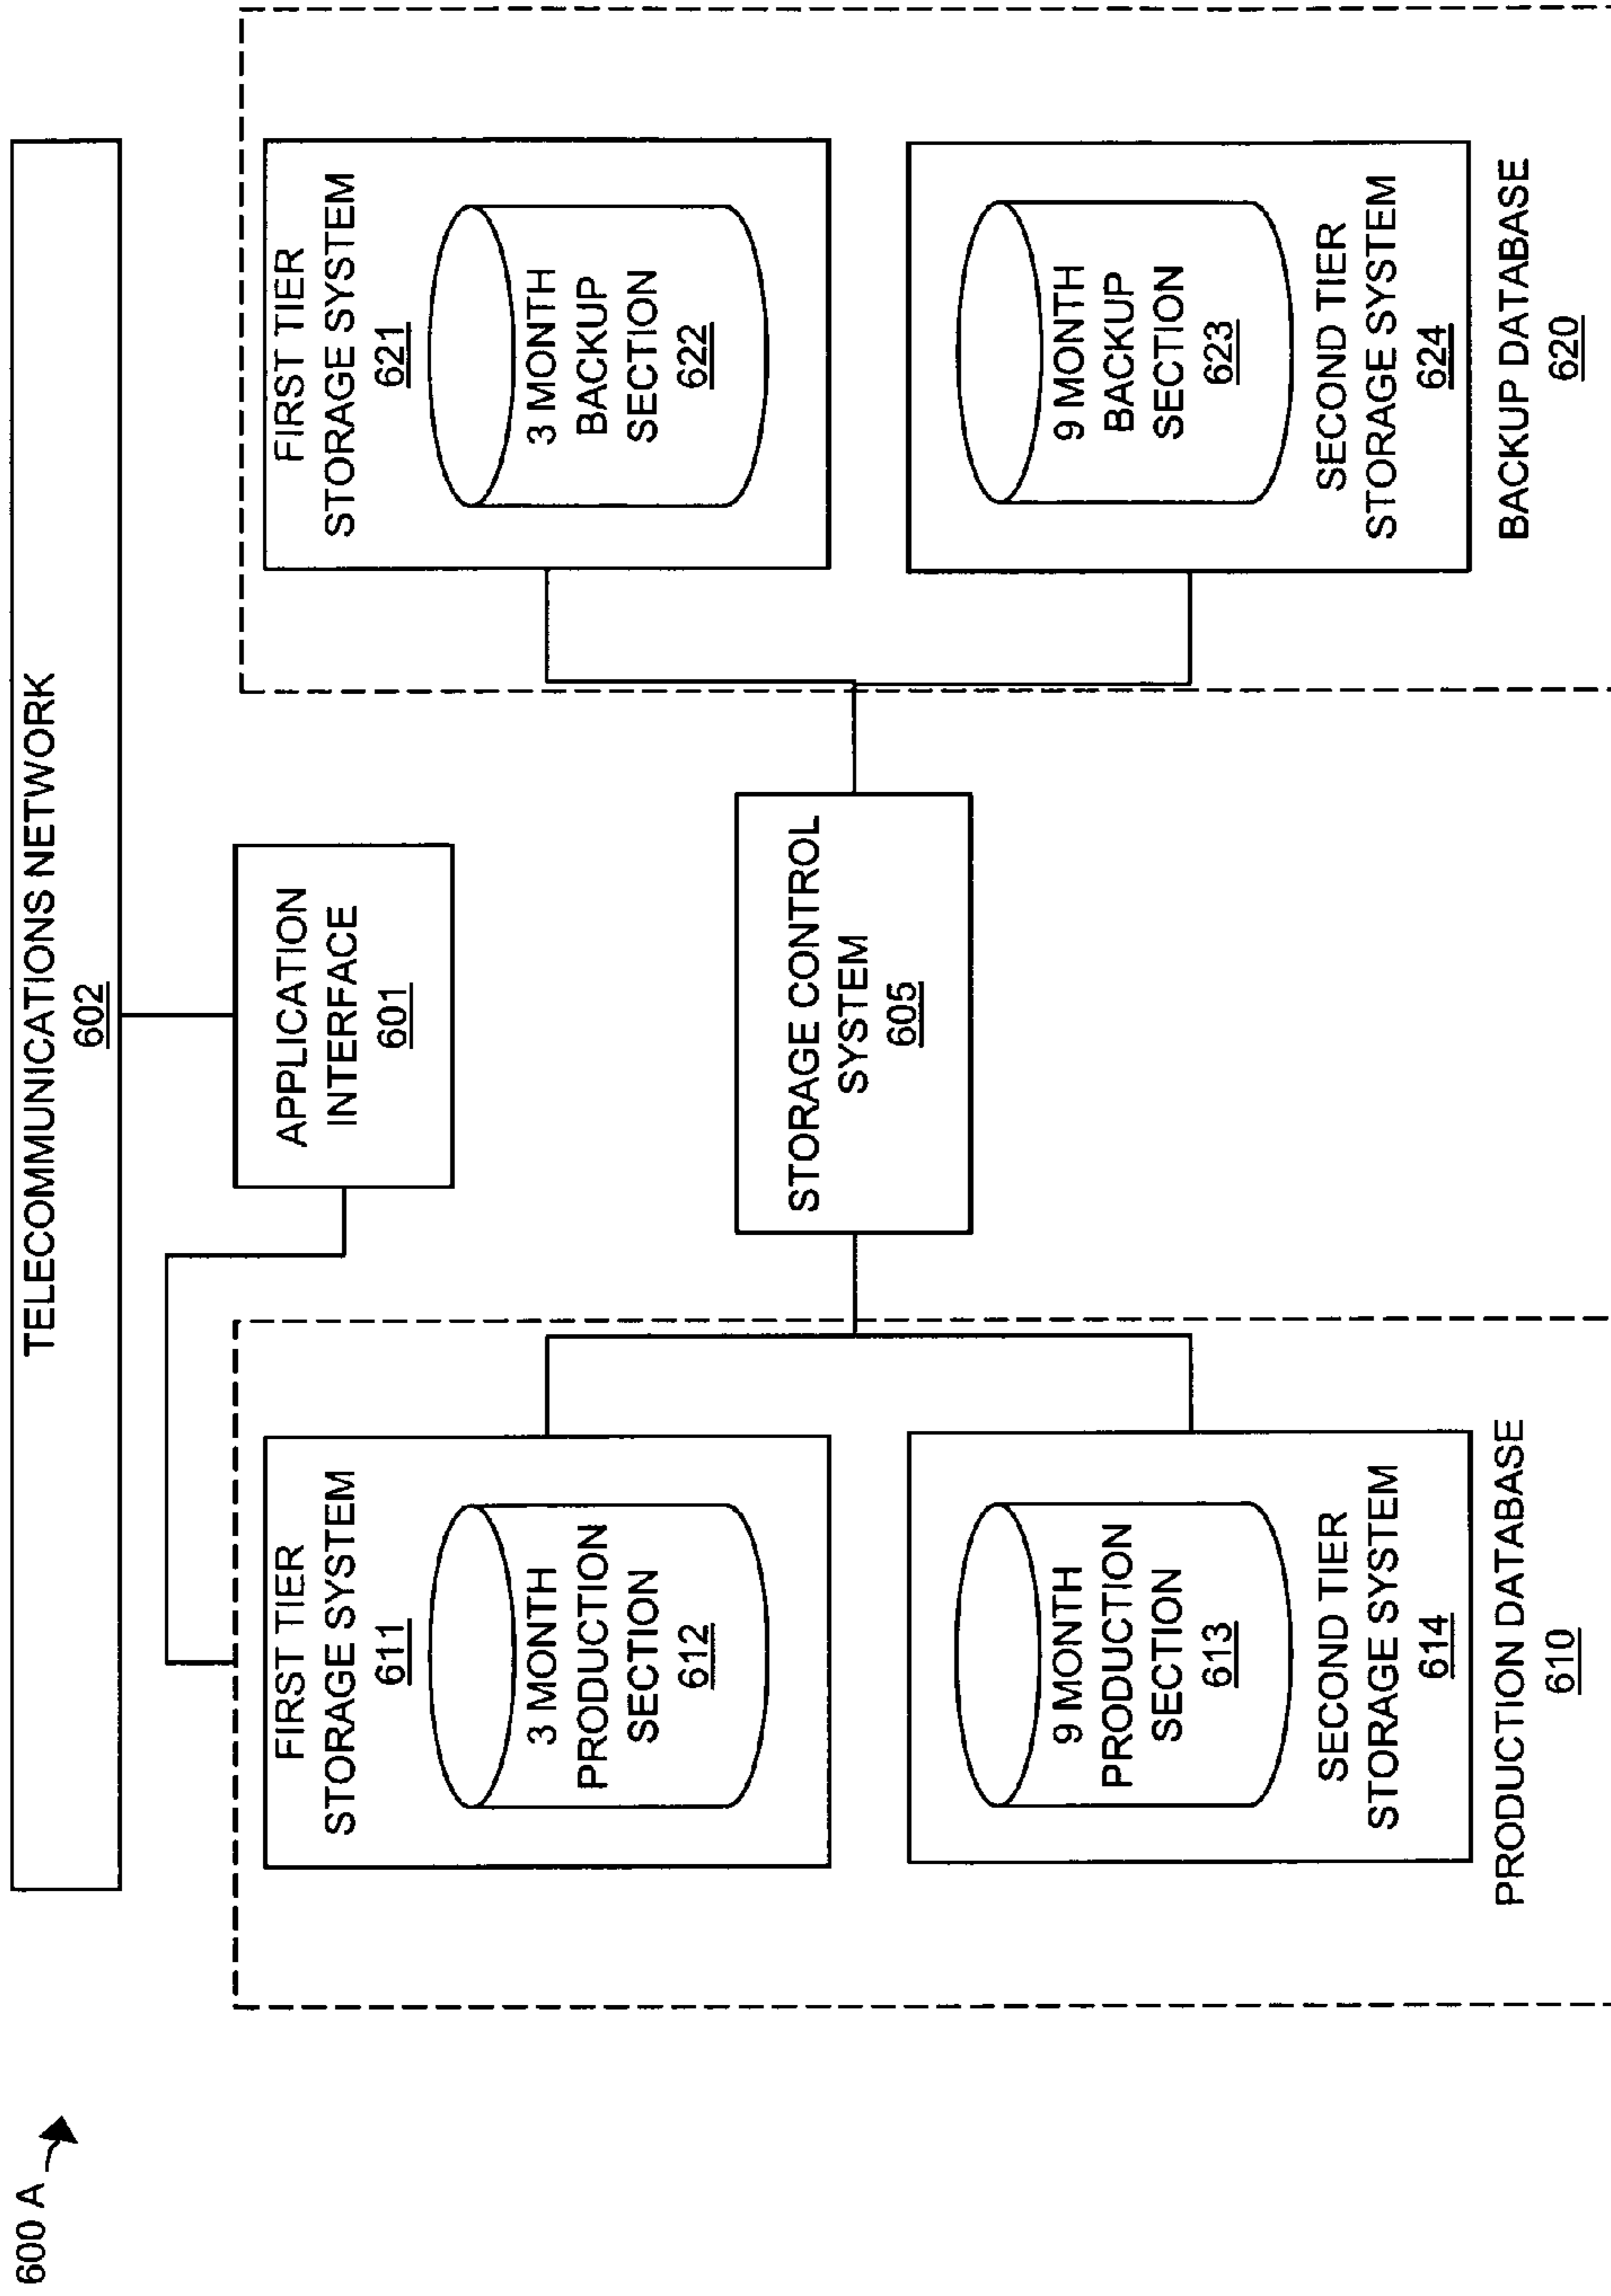 600 A
TELECOMMUNICATIONS NETWORK
602
APPLICATION
INTERFACE
601
FIRST TIER
STORAGE SYSTEM
611
3 MONTH
PRODUCTION
SECTION
612
9 MONTH
PRODUCTION
SECTION
613
SECOND TIER
STORAGE SYSTEM
614
PRODUCTION DATABASE
610
STORAGE CONTROL
SYSTEM
605
FIRST TIER
STORAGE SYSTEM
621
3 MONTH
BACKUP
SECTION
622
9 MONTH
BACKUP
SECTION
623
SECOND TIER
STORAGE SYSTEM
624
BACKUP DATABASE
620